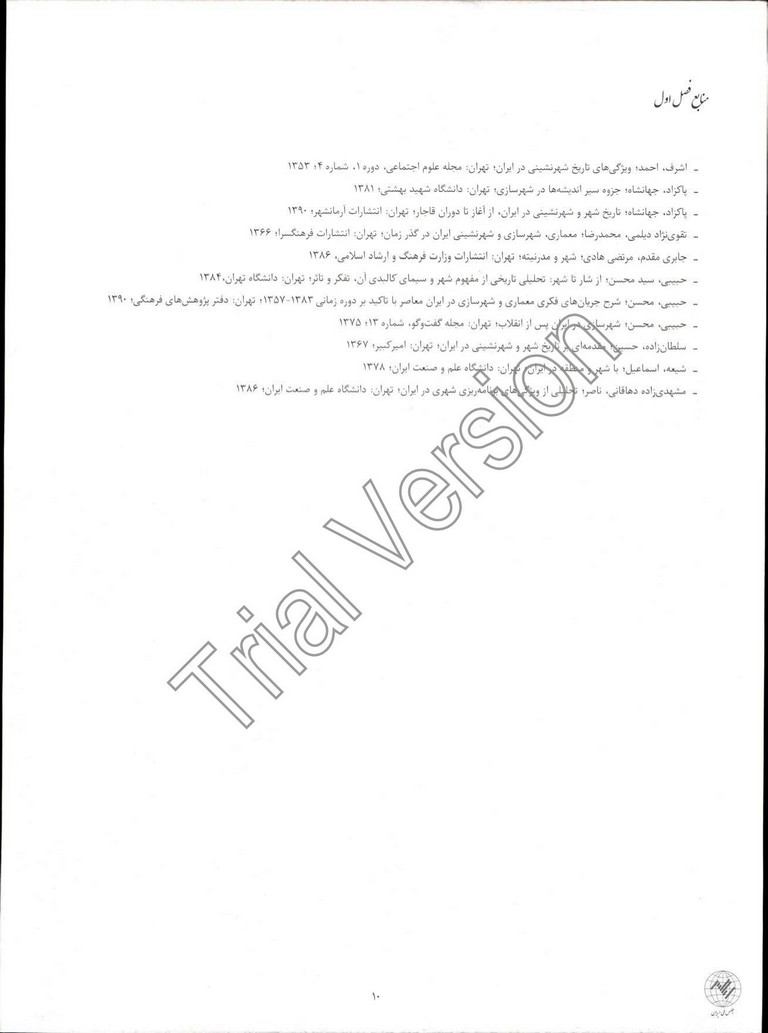 منابع فصل اول
ـ اشرف، احمد؛ ویژگی‌های تاریخ شهرنشینی در ایران؛ تهران: مجله علوم اجتماعی، دوره ۱، شماره ۴؛ ۱۳۵۳
ـ پاکزاد، جهانشاه؛ جزوه سیر اندیشه‌ها در شهرسازی؛ تهران: دانشگاه شهید بهشتی؛ ۱۳۸۱
ـ پاکزاد، جهانشاه؛ تاریخ شهر و شهرنشینی در ایران، از آغاز تا دوران قاجار؛ تهران: انتشارات آرمانشهر؛ ۱۳۹۰
ـ تقوی‌نژاد دیلمی، محمدرضا؛ معماری، شهرسازی و شهرنشینی ایران در گذر زمان؛ تهران: انتشارات فرهنگسرا؛ ۱۳۶۶
ـ جابری مقدم، مرتضی هادی؛ شهر و مدرنیته؛ تهران: انتشارات وزارت فرهنگ و ارشاد اسلامی، ۱۳۸۶
ـ حبیبی، سید محسن؛ از شار تا شهر: تحلیلی تاریخی از مفهوم شهر و سیمای کالبدی آن، تفکر و تاثر؛ تهران: دانشگاه تهران،۱۳۸۴
ـ حبیبی، محسن؛ شرح جریان‌های فکری معماری و شهرسازی در ایران معاصر با تاکید بر دوره زمانی ۱۳۸۳-۱۳۵۷؛ تهران: دفتر پژوهش‌های فرهنگی؛ ۱۳۹۰
ـ حبیبی، محسن؛ شهرسازی در ایران پس از انقلاب؛ تهران: مجله گفت‌وگو، شماره ۱۳؛ ۱۳۷۵
ـ سلطان‌زاده، حسین؛ مقدمه‌ای بر تاریخ شهر و شهرنشینی در ایران؛ تهران: امیرکبیر؛ ۱۳۶۷
ـ شیعه، اسماعیل؛ با شهر و منطقه در ایران؛ تهران: دانشگاه علم و صنعت ایران؛ ۱۳۷۸
ـ مشهدی‌زاده دهاقانی، ناصر؛ تحلیلی از ویژگی‌های برنامه‌ریزی شهری در ایران؛ تهران: دانشگاه علم و صنعت ایران؛ ۱۳۸۶
Trial Version
۱۰